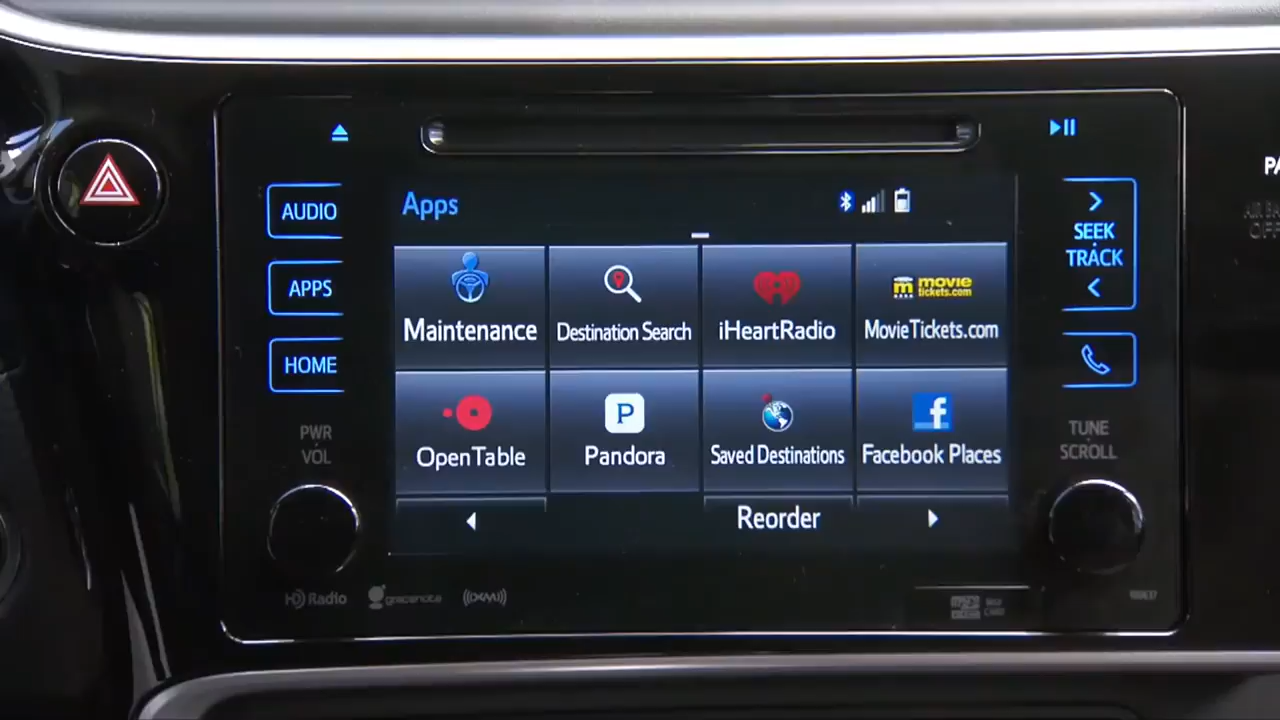 PA
AUDIO
APPS
HOME
PWR
VOL
Apps
Maintenance
Destination Search
iHeartRadio
m movie tickets.com
MovieTickets.com
OpenTable
P
Pandora
Saved Destinations
f
Facebook Places
Reorder
SEEK
TRACK
TUNE
SCROLL
HD Radio
gracenote
XM